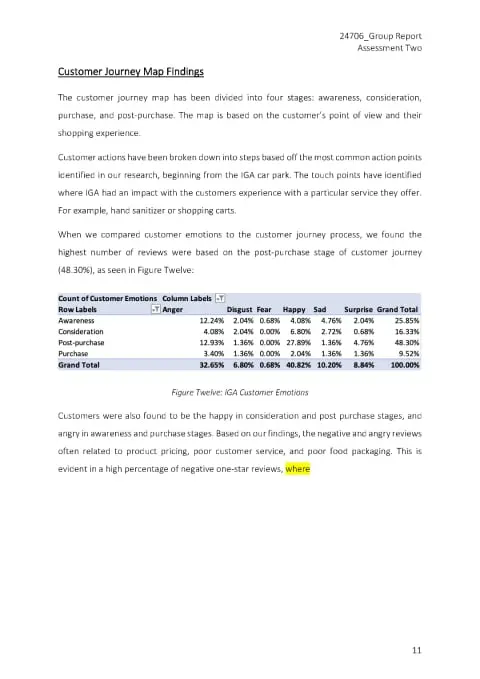 24706_Group Report
Assessment Two
Customer Journey Map Findings
The customer journey map has been divided into four stages: awareness, consideration,
purchase, and post-purchase. The map is based on the customer's point of view and their
shopping experience.
Customer actions have been broken down into steps based off the most common action points
identified in our research, beginning from the IGA car park. The touch points have identified
where IGA had an impact with the customers experience with a particular service they offer.
For example, hand sanitizer or shopping carts.
When we compared customer emotions to the customer journey process, we found the
highest number of reviews were based on the post-purchase stage of customer journey
(48.30%), as seen in Figure Twelve:
Count of Customer Emotions Column Labels
Row Labels Anger Disgust Fear Happy Sad Surprise Grand Total
Awareness 12.24% 2.04% 0.68% 4.08% 4.76% 2.04% 25.85%
Consideration 4.08% 2.04% 0.00% 6.80% 2.72% 0.68% 16.33%
Post-purchase 12.93% 1.36% 0.00% 27.89% 1.36% 4.76% 48.30%
Purchase 3.40% 1.36% 0.00% 2.04% 1.36% 1.36% 9.52%
Grand Total 32.65% 6.80% 0.68% 40.82% 10.20% 8.84% 100.00%
Figure Twelve: IGA Customer Emotions
Customers were also found to be the happy in consideration and post purchase stages, and
angry in awareness and purchase stages. Based on our findings, the negative and angry reviews
often related to product pricing, poor customer service, and poor food packaging. This is
evident in a high percentage of negative one-star reviews, where
11